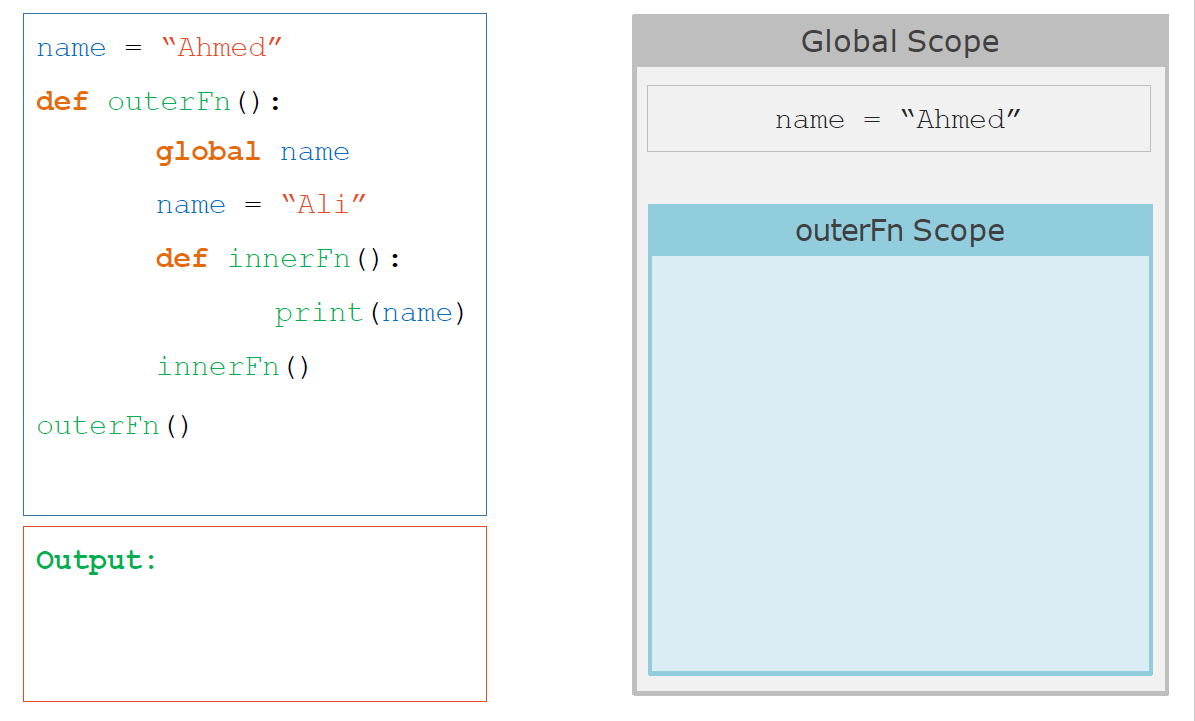 name = “Ahmed”
def outerFn():
global name
name = “Ali”
def innerFn():
print(name)
innerFn()
outerFn()
Output:
Global Scope
name = “Ahmed”
outerFn Scope